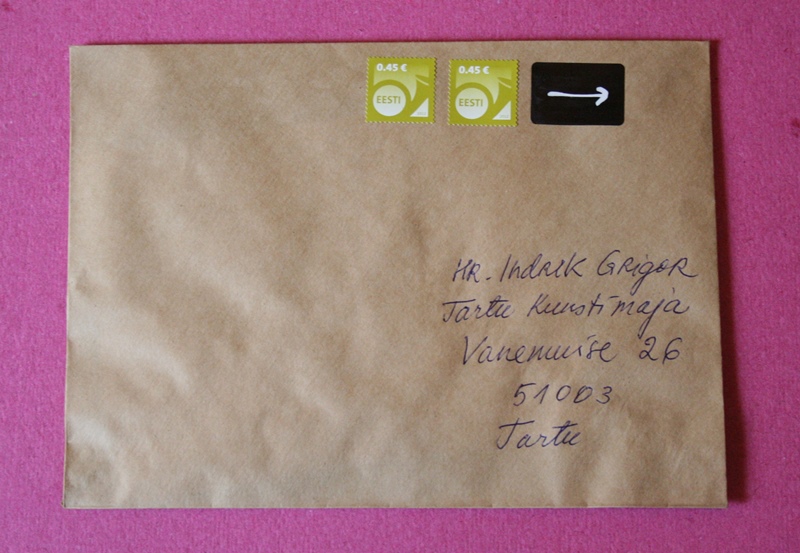 0.45 €
EESTI
0.45 €
EESTI
HR. Indrek Grigor
Tartu Kunstimaja
Vanemuise 26
51003
Tartu